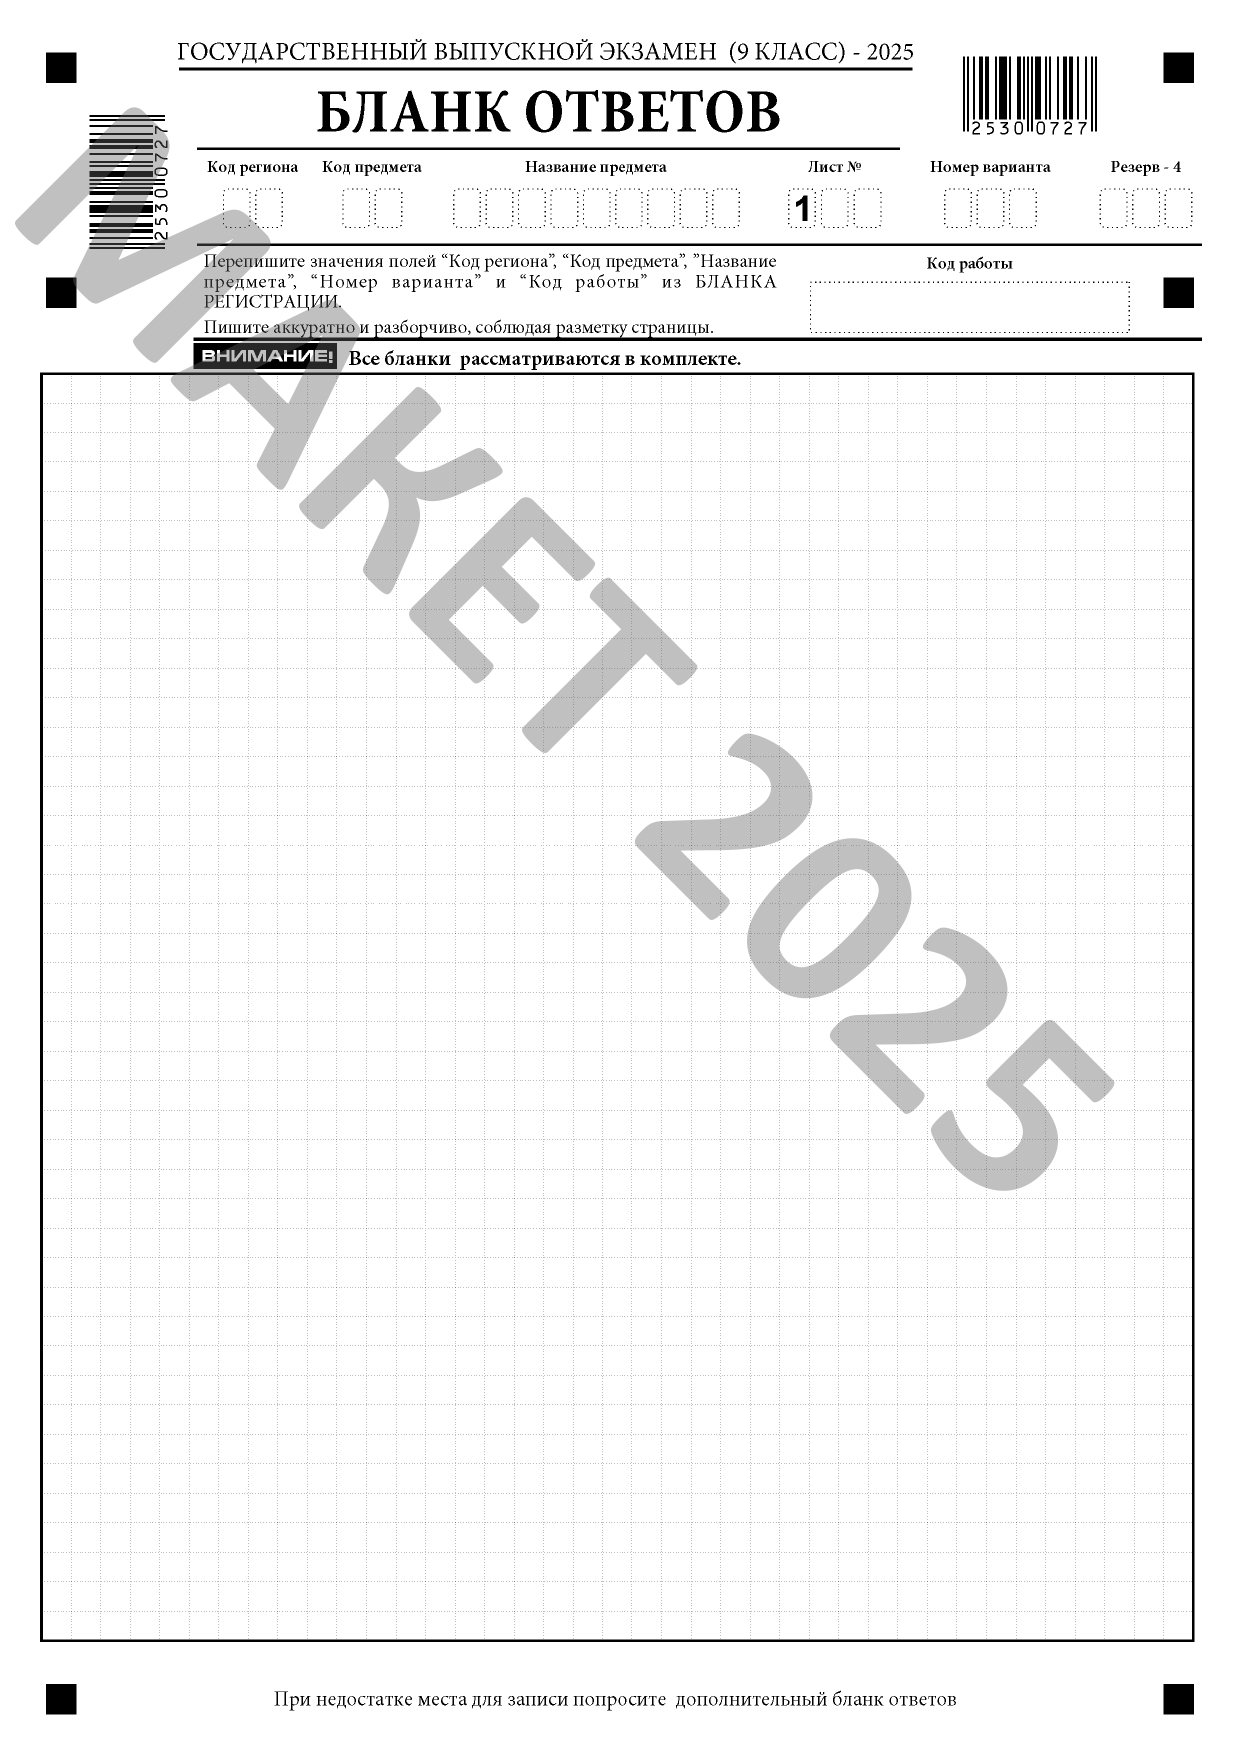 ГОСУДАРСТВЕННЫЙ ВЫПУСКНОЙ ЭКЗАМЕН (9 КЛАСС) - 2025
БЛАНК ОТВЕТОВ
2530 0727
2530 0727
Код региона Код предмета Название предмета Лист № Номер варианта Резерв - 4
1
Перепишите значения полей “Код региона”, “Код предмета”, ”Название
предмета”, “Номер варианта” и “Код работы” из БЛАНКА
РЕГИСТРАЦИИ.
Пишите аккуратно и разборчиво, соблюдая разметку страницы.
Код работы
ВНИМАНИЕ! Все бланки рассматриваются в комплекте.
МАКЕТ 2025
При недостатке места для записи попросите дополнительный бланк ответов